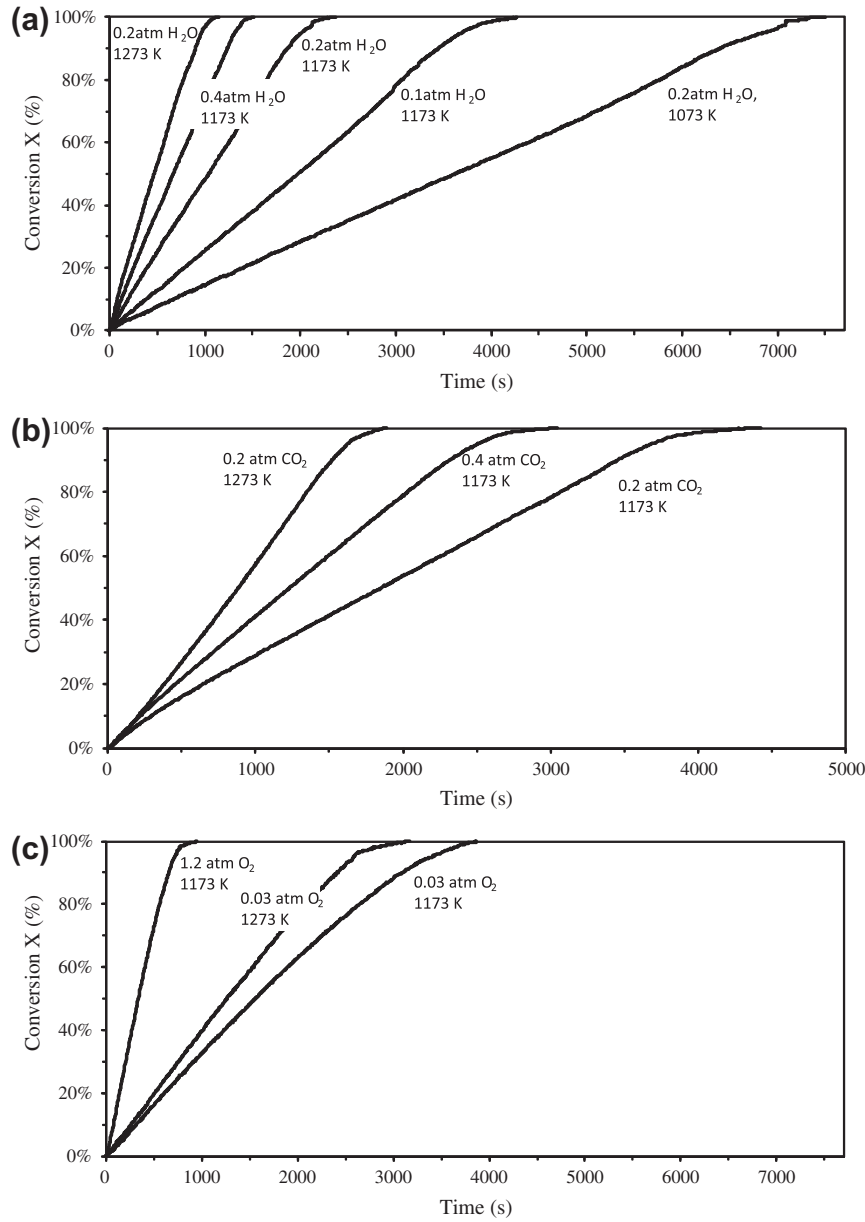 (a)
100%
80%
60%
40%
20%
0%
Conversion X (%)
0.2atm H₂O
1273 K
0.4atm H₂O
1173 K
0.2atm H₂O
1173 K
0.1atm H₂O
1173 K
0.2atm H₂O,
1073 K
0 1000 2000 3000 4000 5000 6000 7000
Time (s)
(b)
100%
80%
60%
40%
20%
0%
Conversion X (%)
0.2 atm CO₂
1273 K
0.4 atm CO₂
1173 K
0.2 atm CO₂
1173 K
0 1000 2000 3000 4000 5000
Time (s)
(c)
100%
80%
60%
40%
20%
0%
Conversion X (%)
1.2 atm O₂
1173 K
0.03 atm O₂
1273 K
0.03 atm O₂
1173 K
0 1000 2000 3000 4000 5000 6000 7000
Time (s)